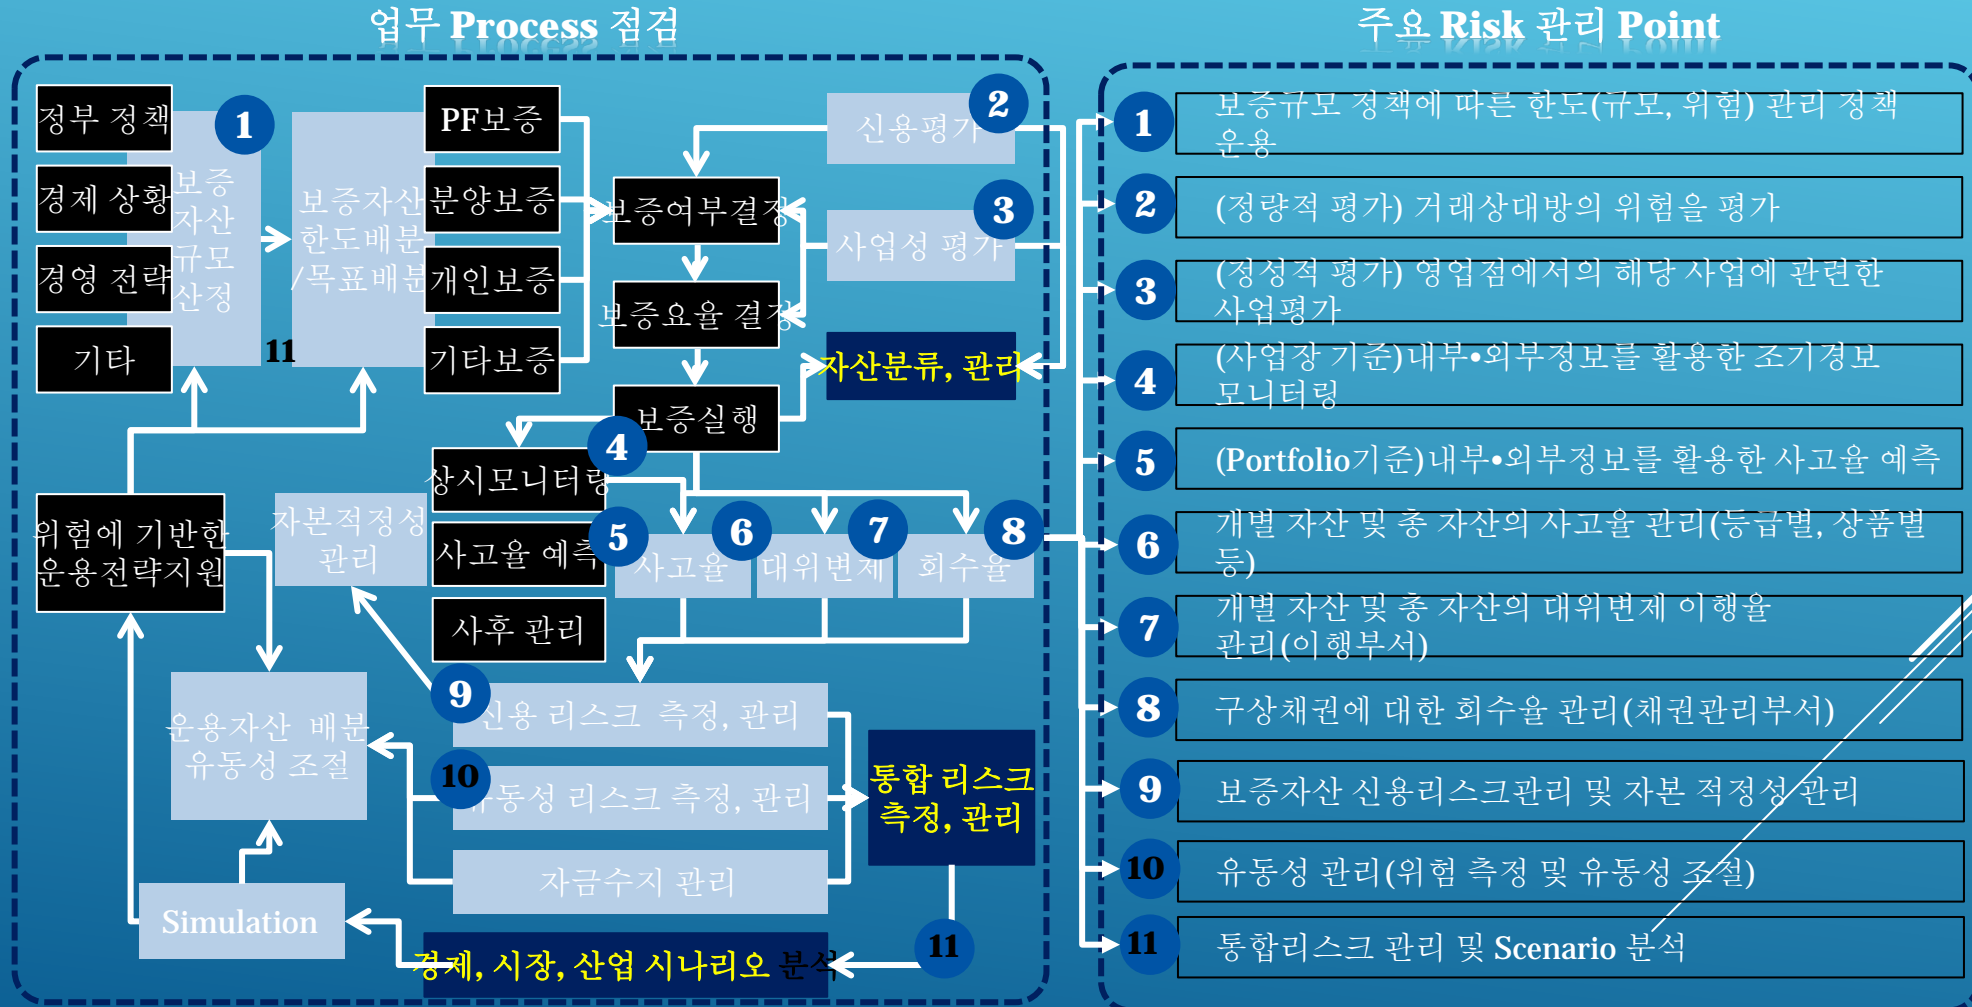 업무 Process 점검
정부 정책
경제 상황
경영 전략
기타
1
보증
자산
규모
산정
11
보증자산
한도배분
/목표배분
PF보증
분양보증
개인보증
기타보증
보증여부결정
보증요율 결정
보증실행
2
신용평가
3
사업성 평가
자산분류, 관리
4
상시모니터링
5
사고율 예측
사후 관리
6
사고율
7
대위변제
8
회수율
위험에 기반한
운용전략지원
자본적정성
관리
9
신용 리스크 측정, 관리
10
유동성 리스크 측정, 관리
자금수지 관리
운용자산 배분
유동성 조절
통합 리스크
측정, 관리
Simulation
경제, 시장, 산업 시나리오 분석
11
주요 Risk 관리 Point
1
보증규모 정책에 따른 한도(규모, 위험) 관리 정책
운용
2
(정량적 평가) 거래상대방의 위험을 평가
3
(정성적 평가) 영업점에서의 해당 사업에 관련한
사업평가
4
(사업장 기준)내부•외부정보를 활용한 조기경보
모니터링
5
(Portfolio기준)내부•외부정보를 활용한 사고율 예측
6
개별 자산 및 총 자산의 사고율 관리(등급별, 상품별
등)
7
개별 자산 및 총 자산의 대위변제 이행율
관리(이행부서)
8
구상채권에 대한 회수율 관리(채권관리부서)
9
보증자산 신용리스크관리 및 자본 적정성 관리
10
유동성 관리(위험 측정 및 유동성 조절)
11
통합리스크 관리 및 Scenario 분석